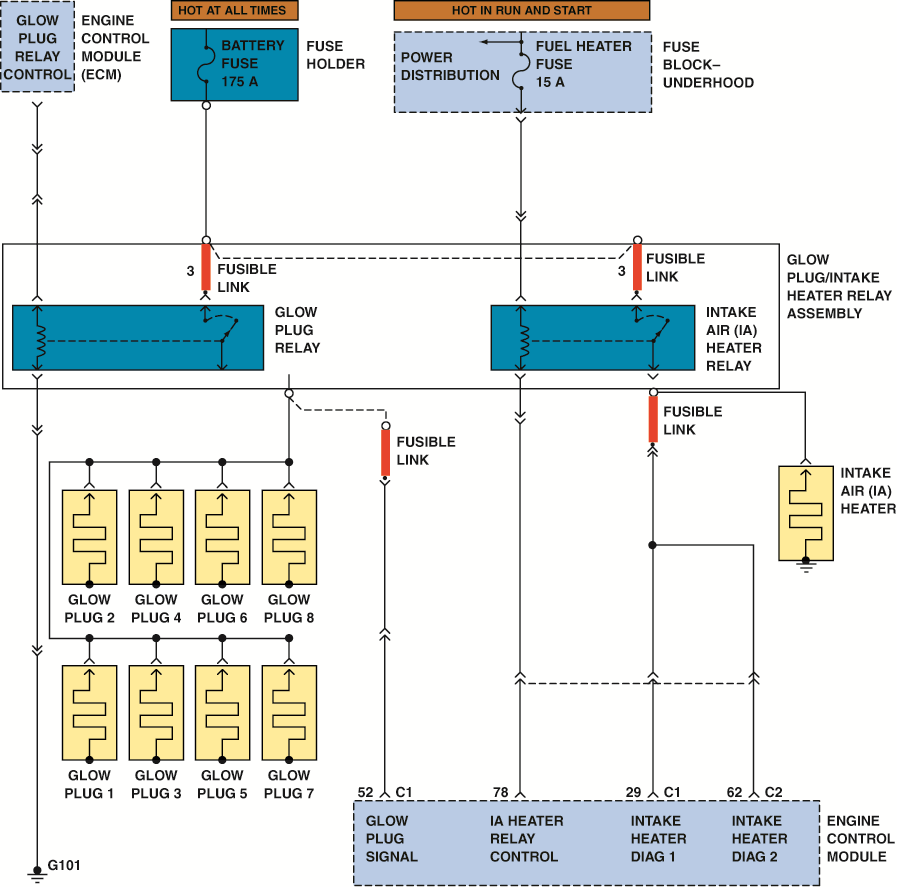 HOT AT ALL TIMES
HOT IN RUN AND START
GLOW
PLUG
RELAY
CONTROL
ENGINE
CONTROL
MODULE
(ECM)
BATTERY
FUSE
175 A
FUSE
HOLDER
POWER
DISTRIBUTION
FUEL HEATER
FUSE
15 A
FUSE
BLOCK–
UNDERHOOD
3
FUSIBLE
LINK
3
FUSIBLE
LINK
GLOW
PLUG/INTAKE
HEATER RELAY
ASSEMBLY
GLOW
PLUG
RELAY
INTAKE
AIR (IA)
HEATER
RELAY
FUSIBLE
LINK
FUSIBLE
LINK
INTAKE
AIR (IA)
HEATER
GLOW
PLUG 2
GLOW
PLUG 4
GLOW
PLUG 6
GLOW
PLUG 8
GLOW
PLUG 1
GLOW
PLUG 3
GLOW
PLUG 5
GLOW
PLUG 7
G101
52 C1
78
29 C1
62 C2
GLOW
PLUG
SIGNAL
IA HEATER
RELAY
CONTROL
INTAKE
HEATER
DIAG 1
INTAKE
HEATER
DIAG 2
ENGINE
CONTROL
MODULE